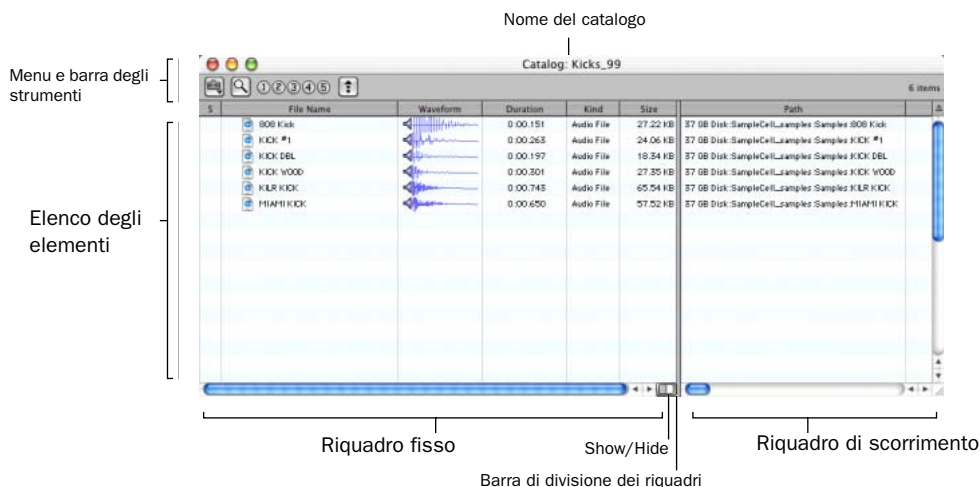 Nome del catalogo
Menu e barra degli
strumenti
Catalog: Kicks_99
1 2 3 4 5
6 items
S File Name Waveform Duration Kind Size Path
808 Kick 0:00.151 Audio File 27.22 KB 37 GB Disk:SampleCell_samples:Samples:808 Kick
KICK #1 0:00.263 Audio File 24.06 KB 37 GB Disk:SampleCell_samples:Samples:KICK #1
KICK DBL 0:00.197 Audio File 18.34 KB 37 GB Disk:SampleCell_samples:Samples:KICK DBL
KICK WOOD 0:00.301 Audio File 27.35 KB 37 GB Disk:SampleCell_samples:Samples:KICK WOOD
KILR KICK 0:00.743 Audio File 65.54 KB 37 GB Disk:SampleCell_samples:Samples:KILR KICK
MIAMI KICK 0:00.650 Audio File 57.52 KB 37 GB Disk:SampleCell_samples:Samples:MIAMI KICK
Elenco degli
elementi
Riquadro fisso
Show/Hide
Riquadro di scorrimento
Barra di divisione dei riquadri